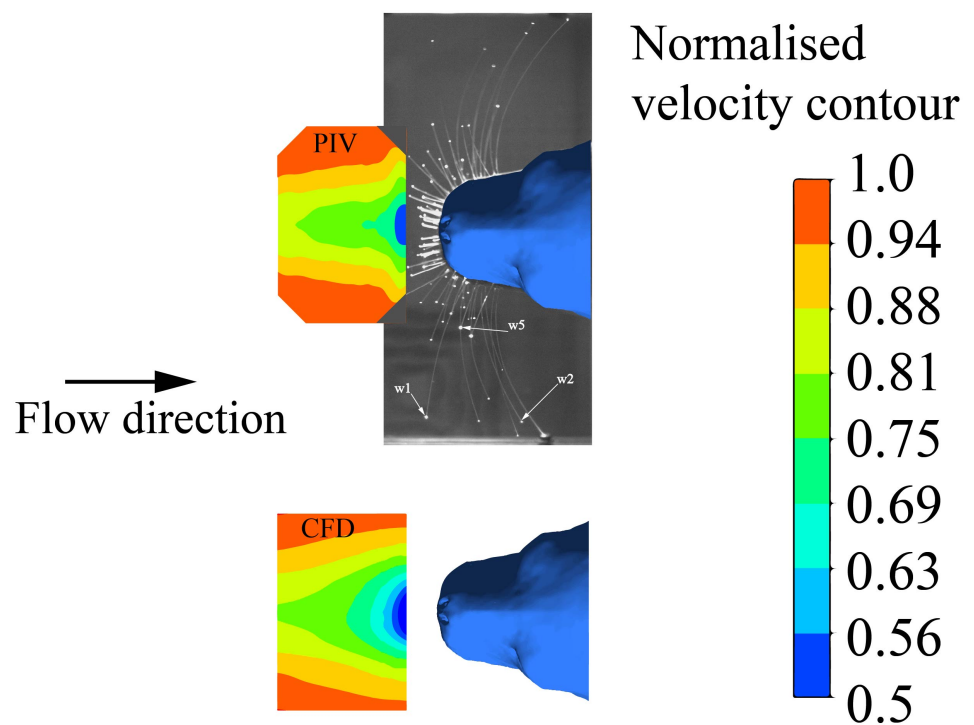 Normalised
velocity contour
PIV
1.0
0.94
0.88
0.81
0.75
0.69
0.63
0.56
0.5
w5
w1
w2
Flow direction
CFD